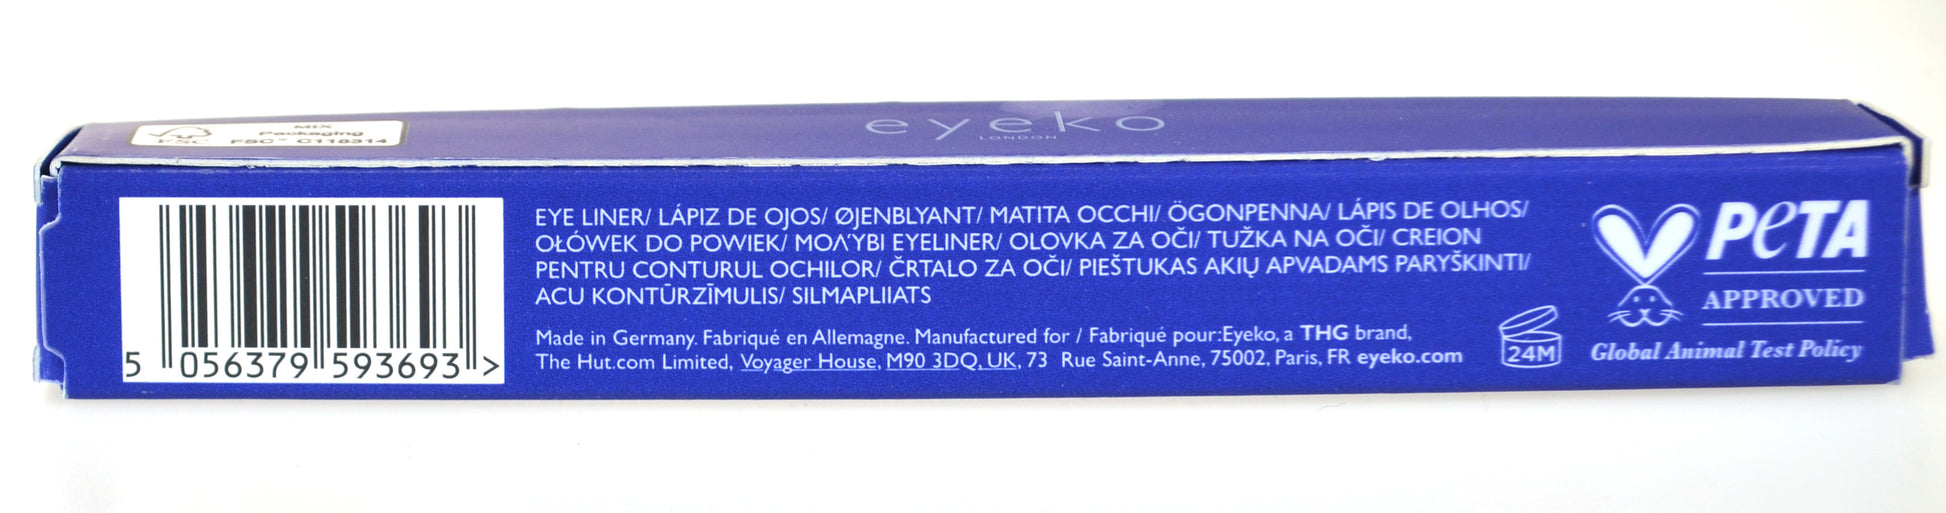 FSC
MIX
Packaging
FSC™ C118314
eyeko
LONDON
5 056379 593693 >
EYE LINER/ LÁPIZ DE OJOS/ ØJENBLYANT/ MATITA OCCHI/ ÖGONPENNA/ LÁPIS DE OLHOS/
OŁÓWEK DO POWIEK/ ΜΟΛΎΒΙ EYELINER/ OLOVKA ZA OČI/ TUŽKA NA OČI/ CREION
PENTRU CONTURUL OCHILOR/ ČRTALO ZA OČI/ PIEŠTUKAS AKIŲ APVADAMS PARYŠKINTI/
ACU KONTŪRZĪMULIS/ SILMAPLIIATS
Made in Germany. Fabriqué en Allemagne. Manufactured for / Fabriqué pour:Eyeko, a THG brand,
The Hut.com Limited, Voyager House, M90 3DQ, UK, 73 Rue Saint-Anne, 75002, Paris, FR eyeko.com
24M
PeTA
APPROVED
Global Animal Test Policy